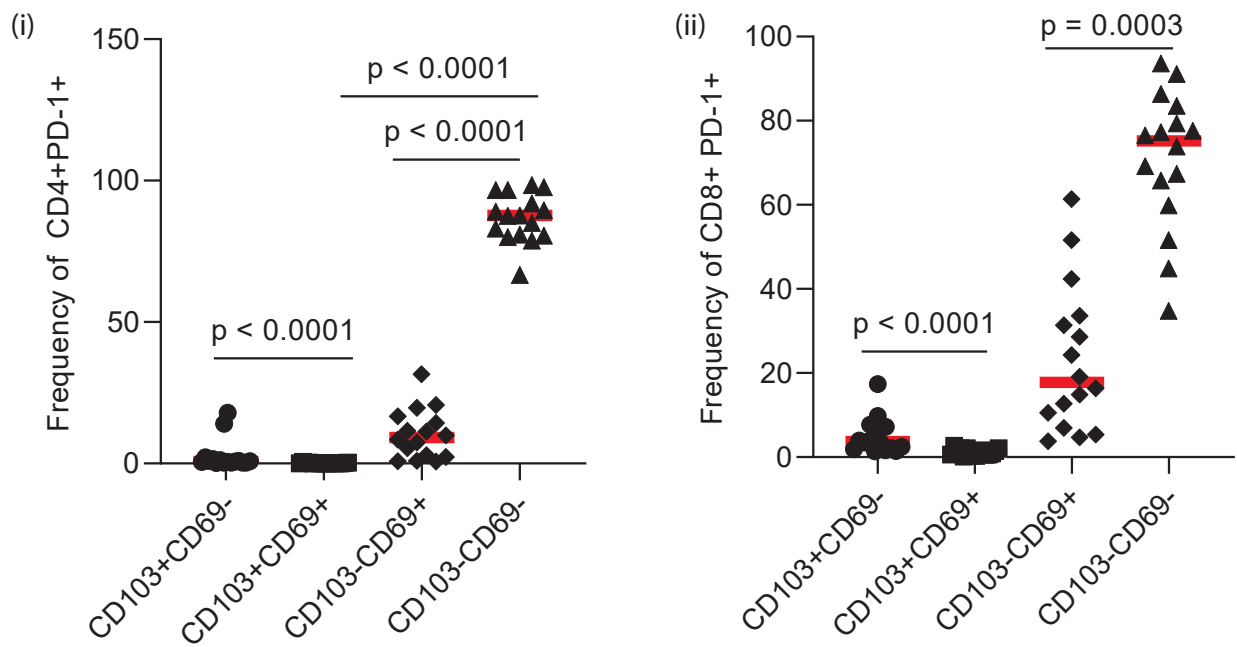 (i)
Frequency of CD4+PD-1+
150
100
50
0
p < 0.0001
p < 0.0001
p < 0.0001
CD103+CD69-
CD103+CD69+
CD103-CD69+
CD103-CD69-
(ii)
Frequency of CD8+ PD-1+
100
80
60
40
20
0
p = 0.0003
p < 0.0001
CD103+CD69-
CD103+CD69+
CD103-CD69+
CD103-CD69-